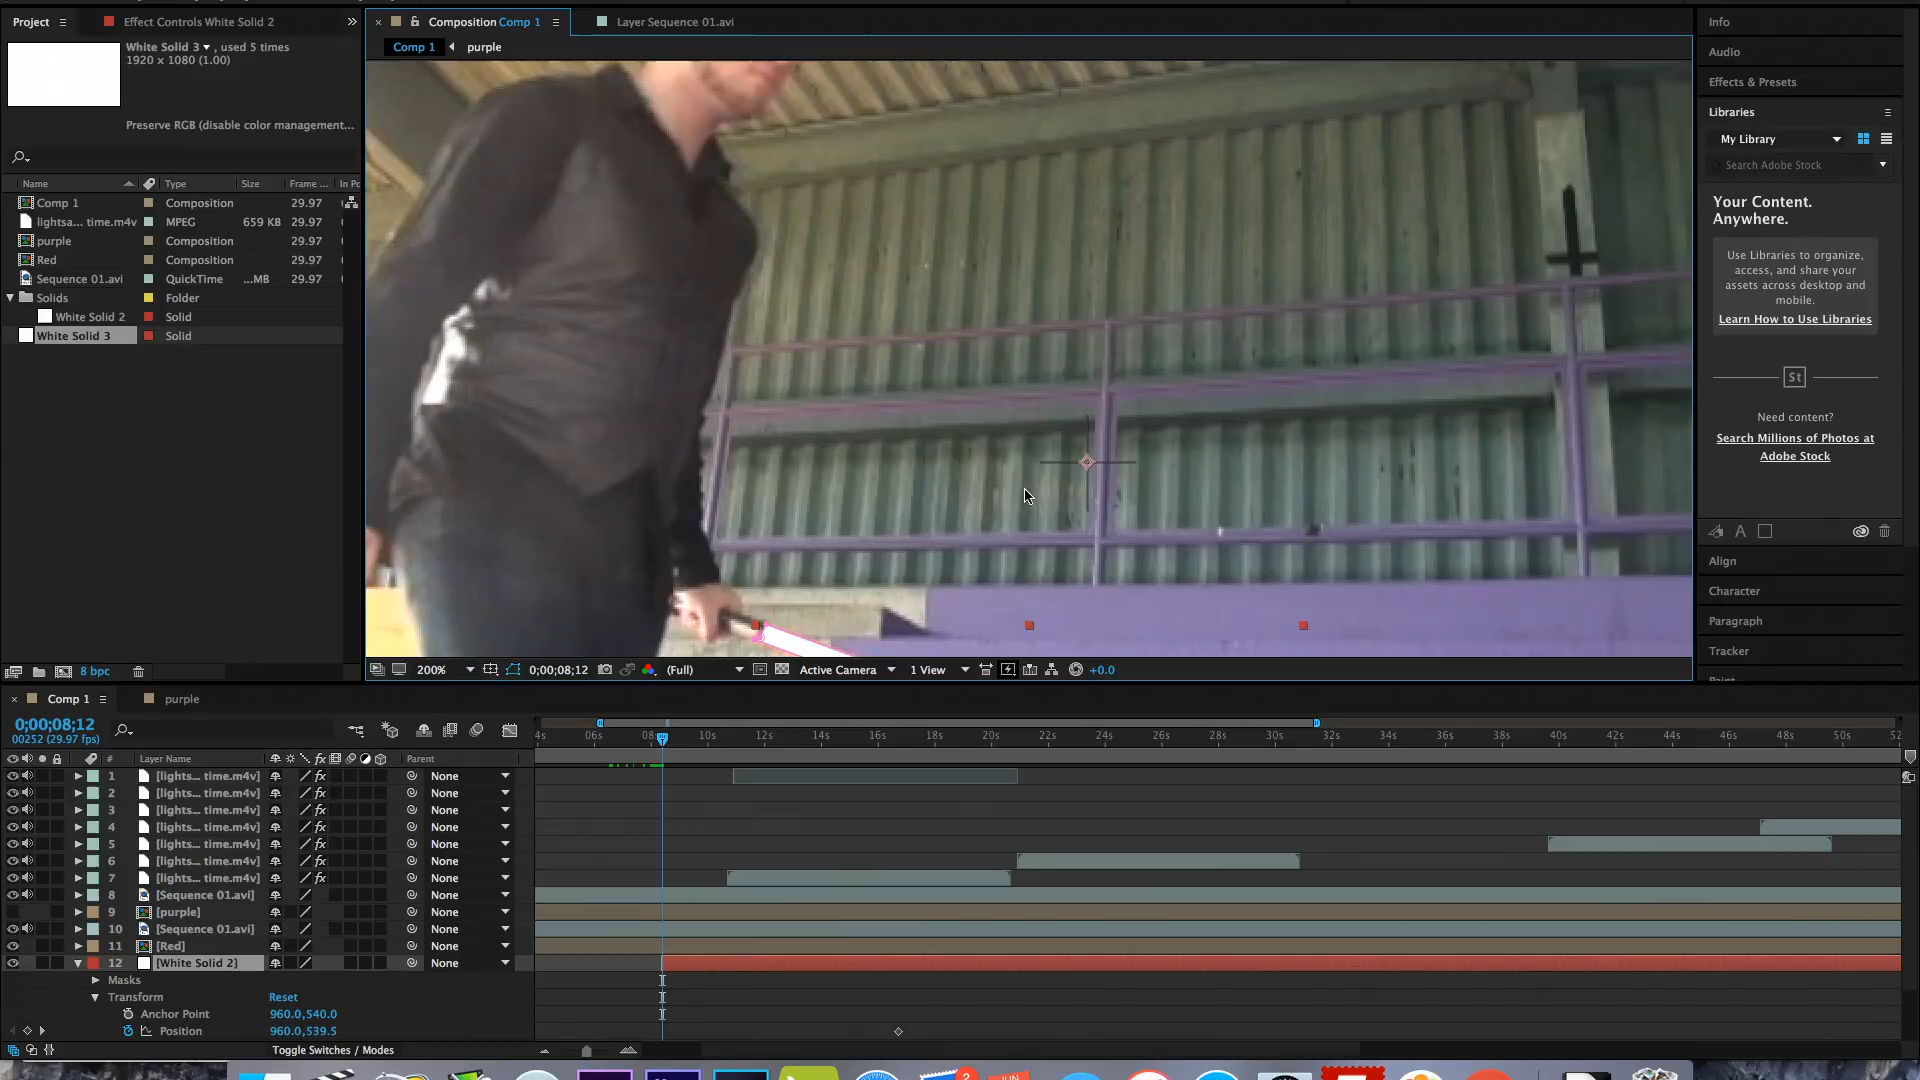 Project
Effect Controls White Solid 2
Composition Comp 1
Layer Sequence 01.avi
Comp 1
purple
White Solid 3 , used 5 times
1920 x 1080 (1.00)
Preserve RGB (disable color management...
Name Type Size Frame ... In Po
Comp 1 Composition 29.97
lightsa... time.m4v MPEG 659 KB 29.97
purple Composition 29.97
Red Composition 29.97
Sequence 01.avi QuickTime ...MB 29.97
Solids Folder
White Solid 2 Solid
White Solid 3 Solid
8 bpc
200% 0;00;08;12 (Full) Active Camera 1 View +0.0
Info
Audio
Effects & Presets
Libraries
My Library
Search Adobe Stock
Your Content.
Anywhere.
Use Libraries to organize,
access, and share your
assets across desktop and
mobile.
Learn How to Use Libraries
St
Need content?
Search Millions of Photos at
Adobe Stock
Align
Character
Paragraph
Tracker
Comp 1
purple
0;00;08;12
00252 (29.97 fps)
4s 06s 08s 10s 12s 14s 16s 18s 20s 22s 24s 26s 28s 30s 32s 34s 36s 38s 40s 42s 44s 46s 48s 50s 52
# Layer Name fx Parent
1 [lights... time.m4v] fx None
2 [lights... time.m4v] fx None
3 [lights... time.m4v] fx None
4 [lights... time.m4v] fx None
5 [lights... time.m4v] fx None
6 [lights... time.m4v] fx None
7 [lights... time.m4v] fx None
8 [Sequence 01.avi] None
9 [purple] None
10 [Sequence 01.avi] None
11 [Red] None
12 [White Solid 2] None
Masks
Transform Reset
Anchor Point 960.0,540.0
Position 960.0,539.5
Toggle Switches / Modes
2
JUN